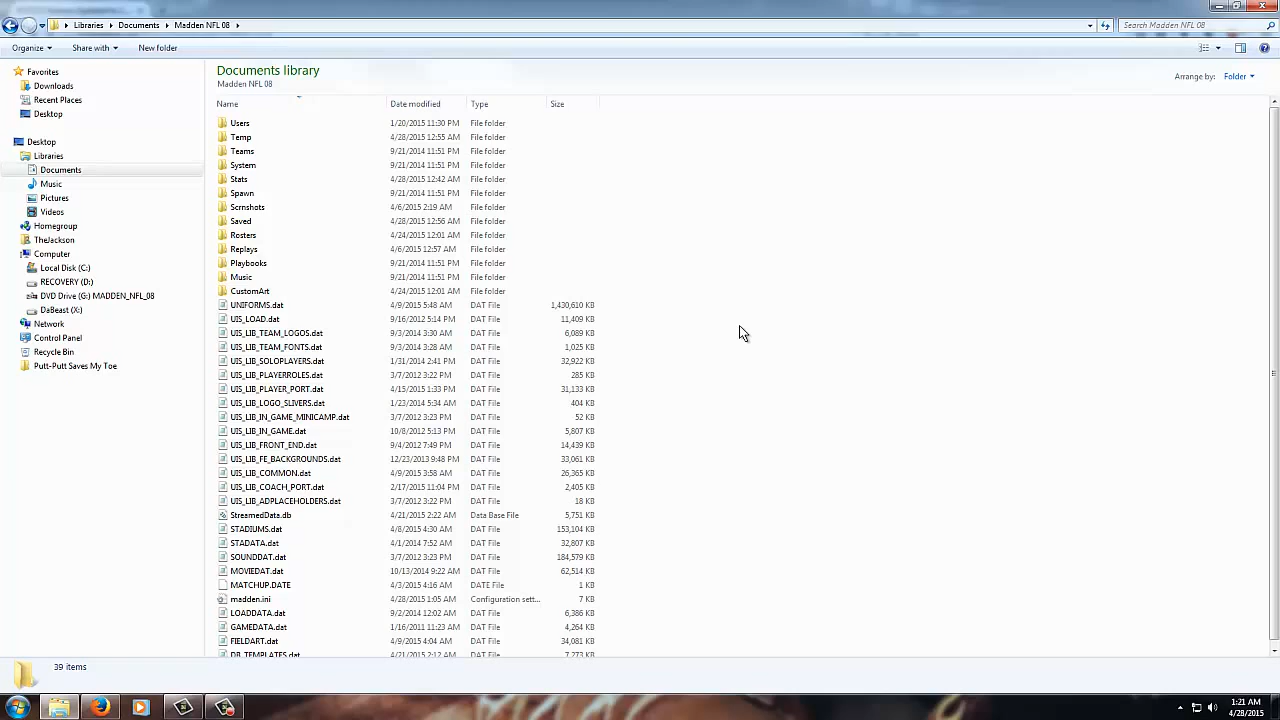 Libraries ▸ Documents ▸ Madden NFL 08 ▸ Search Madden NFL 08
Organize Share with New folder
Documents library
Madden NFL 08
Arrange by: Folder
Favorites
Downloads
Recent Places
Desktop
Desktop
Libraries
Documents
Music
Pictures
Videos
Homegroup
TheJackson
Computer
Local Disk (C:)
RECOVERY (D:)
DVD Drive (G:) MADDEN_NFL_08
DaBeast (X:)
Network
Control Panel
Recycle Bin
Putt-Putt Saves My Toe
Name Date modified Type Size
Users 1/20/2015 11:30 PM File folder
Temp 4/28/2015 12:55 AM File folder
Teams 9/21/2014 11:51 PM File folder
System 9/21/2014 11:51 PM File folder
Stats 4/28/2015 12:42 AM File folder
Spawn 9/21/2014 11:51 PM File folder
Scrnshots 4/6/2015 2:19 AM File folder
Saved 4/28/2015 12:56 AM File folder
Rosters 4/24/2015 12:01 AM File folder
Replays 4/6/2015 12:57 AM File folder
Playbooks 9/21/2014 11:51 PM File folder
Music 9/21/2014 11:51 PM File folder
CustomArt 4/24/2015 12:01 AM File folder
UNIFORMS.dat 4/9/2015 5:48 AM DAT File 1,430,610 KB
UIS_LOAD.dat 9/16/2012 5:14 PM DAT File 11,409 KB
UIS_LIB_TEAM_LOGOS.dat 9/3/2014 3:30 AM DAT File 6,089 KB
UIS_LIB_TEAM_FONTS.dat 9/3/2014 3:28 AM DAT File 1,025 KB
UIS_LIB_SOLOPLAYERS.dat 1/31/2014 2:41 PM DAT File 32,922 KB
UIS_LIB_PLAYERROLES.dat 3/7/2012 3:22 PM DAT File 285 KB
UIS_LIB_PLAYER_PORT.dat 4/15/2015 1:33 PM DAT File 31,133 KB
UIS_LIB_LOGO_SLIVERS.dat 1/23/2014 5:34 AM DAT File 404 KB
UIS_LIB_IN_GAME_MINICAMP.dat 3/7/2012 3:23 PM DAT File 52 KB
UIS_LIB_IN_GAME.dat 10/8/2012 5:13 PM DAT File 5,807 KB
UIS_LIB_FRONT_END.dat 9/4/2012 7:49 PM DAT File 14,439 KB
UIS_LIB_FE_BACKGROUNDS.dat 12/23/2013 9:48 PM DAT File 33,061 KB
UIS_LIB_COMMON.dat 4/9/2015 3:58 AM DAT File 26,365 KB
UIS_LIB_COACH_PORT.dat 2/17/2015 11:04 PM DAT File 2,405 KB
UIS_LIB_ADPLACEHOLDERS.dat 3/7/2012 3:22 PM DAT File 18 KB
StreamedData.db 4/21/2015 2:22 AM Data Base File 5,751 KB
STADIUMS.dat 4/8/2015 4:30 AM DAT File 153,104 KB
STADATA.dat 4/1/2014 7:52 AM DAT File 32,807 KB
SOUNDDAT.dat 3/7/2012 3:23 PM DAT File 184,579 KB
MOVIEDAT.dat 10/13/2014 9:22 AM DAT File 62,514 KB
MATCHUP.DATE 4/3/2015 4:16 AM DATE File 1 KB
madden.ini 4/28/2015 1:05 AM Configuration sett... 7 KB
LOADDATA.dat 9/2/2014 12:02 AM DAT File 6,386 KB
GAMEDATA.dat 1/16/2011 11:23 AM DAT File 4,264 KB
FIELDART.dat 4/9/2015 4:04 AM DAT File 34,081 KB
DB_TEMPLATES.dat 4/21/2015 2:12 AM DAT File 7,273 KB
39 items
1:21 AM
4/28/2015